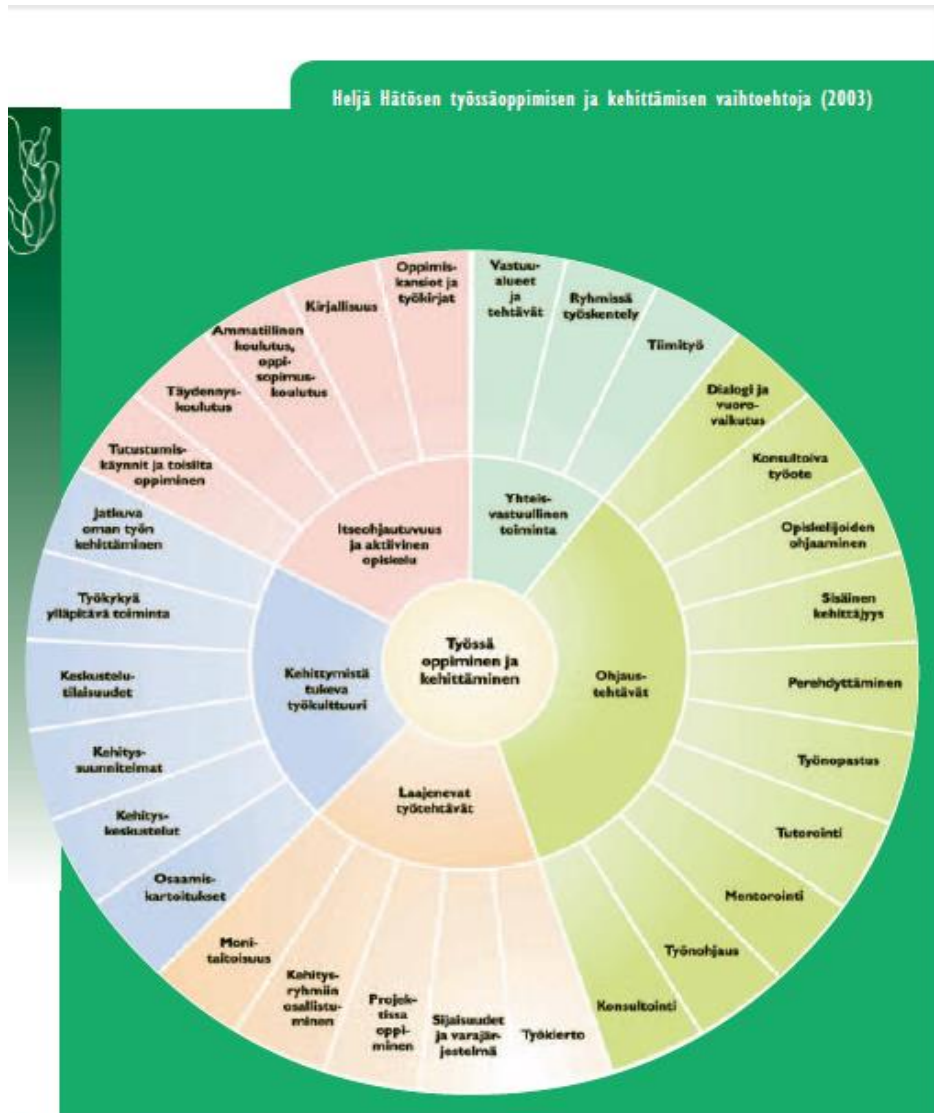 Heljä Hätösen työssäoppimisen ja kehittämisen vaihtoehtoja (2003)
Oppimis-
kansiot ja
työkirjat
Kirjallisuus
Ammatillinen
koulutus,
oppi-
sopimus-
koulutus
Täydennys-
koulutus
Tutustumis-
käynnit ja toisilta
oppiminen
Itseohjautuvuus
ja aktiivinen
opiskelu
Vastuu-
alueet
ja
tehtävät
Ryhmissä
työskentely
Tiimityö
Yhteis-
vastuullinen
toiminta
Dialogi ja
vuoro-
vaikutus
Konsultoiva
työote
Opiskelijoiden
ohjaaminen
Sisäinen
kehittäjyys
Perehdyttäminen
Työnopastus
Tutorointi
Mentorointi
Työnohjaus
Konsultointi
Ohjaus-
tehtävät
Työssä
oppiminen ja
kehittäminen
Jatkuva
oman työn
kehittäminen
Työkykyä
ylläpitävä toiminta
Keskustelu-
tilaisuudet
Kehitys-
suunnitelmat
Kehitys-
keskustelut
Osaamis-
kartoitukset
Kehittymistä
tukeva
työkulttuuri
Laajenevat
työtehtävät
Moni-
taitoisuus
Kehitys-
ryhmiin
osallistu-
minen
Projek-
tissa
oppi-
minen
Sijaisuudet
ja varajär-
jestelmä
Työkierto